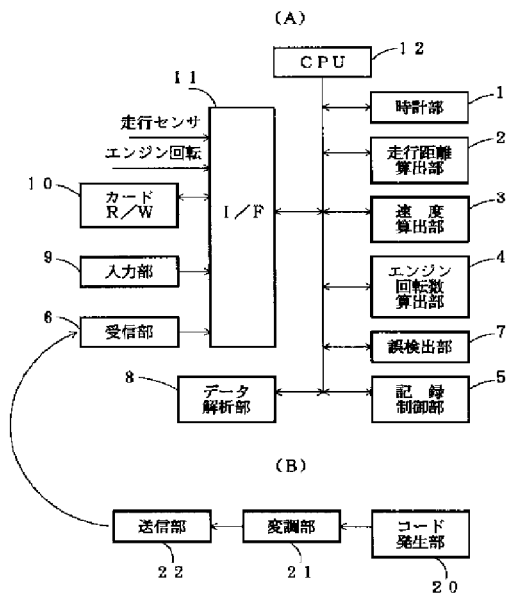 (A)
12
CPU
11
走行センサ
エンジン回転
10
カード
R/W
9
入力部
6
受信部
I/F
1
時計部
2
走行距離
算出部
3
速度
算出部
4
エンジン
回転数
算出部
7
誤検出部
8
データ
解析部
5
記録
制御部
(B)
送信部
22
変調部
21
コード
発生部
20